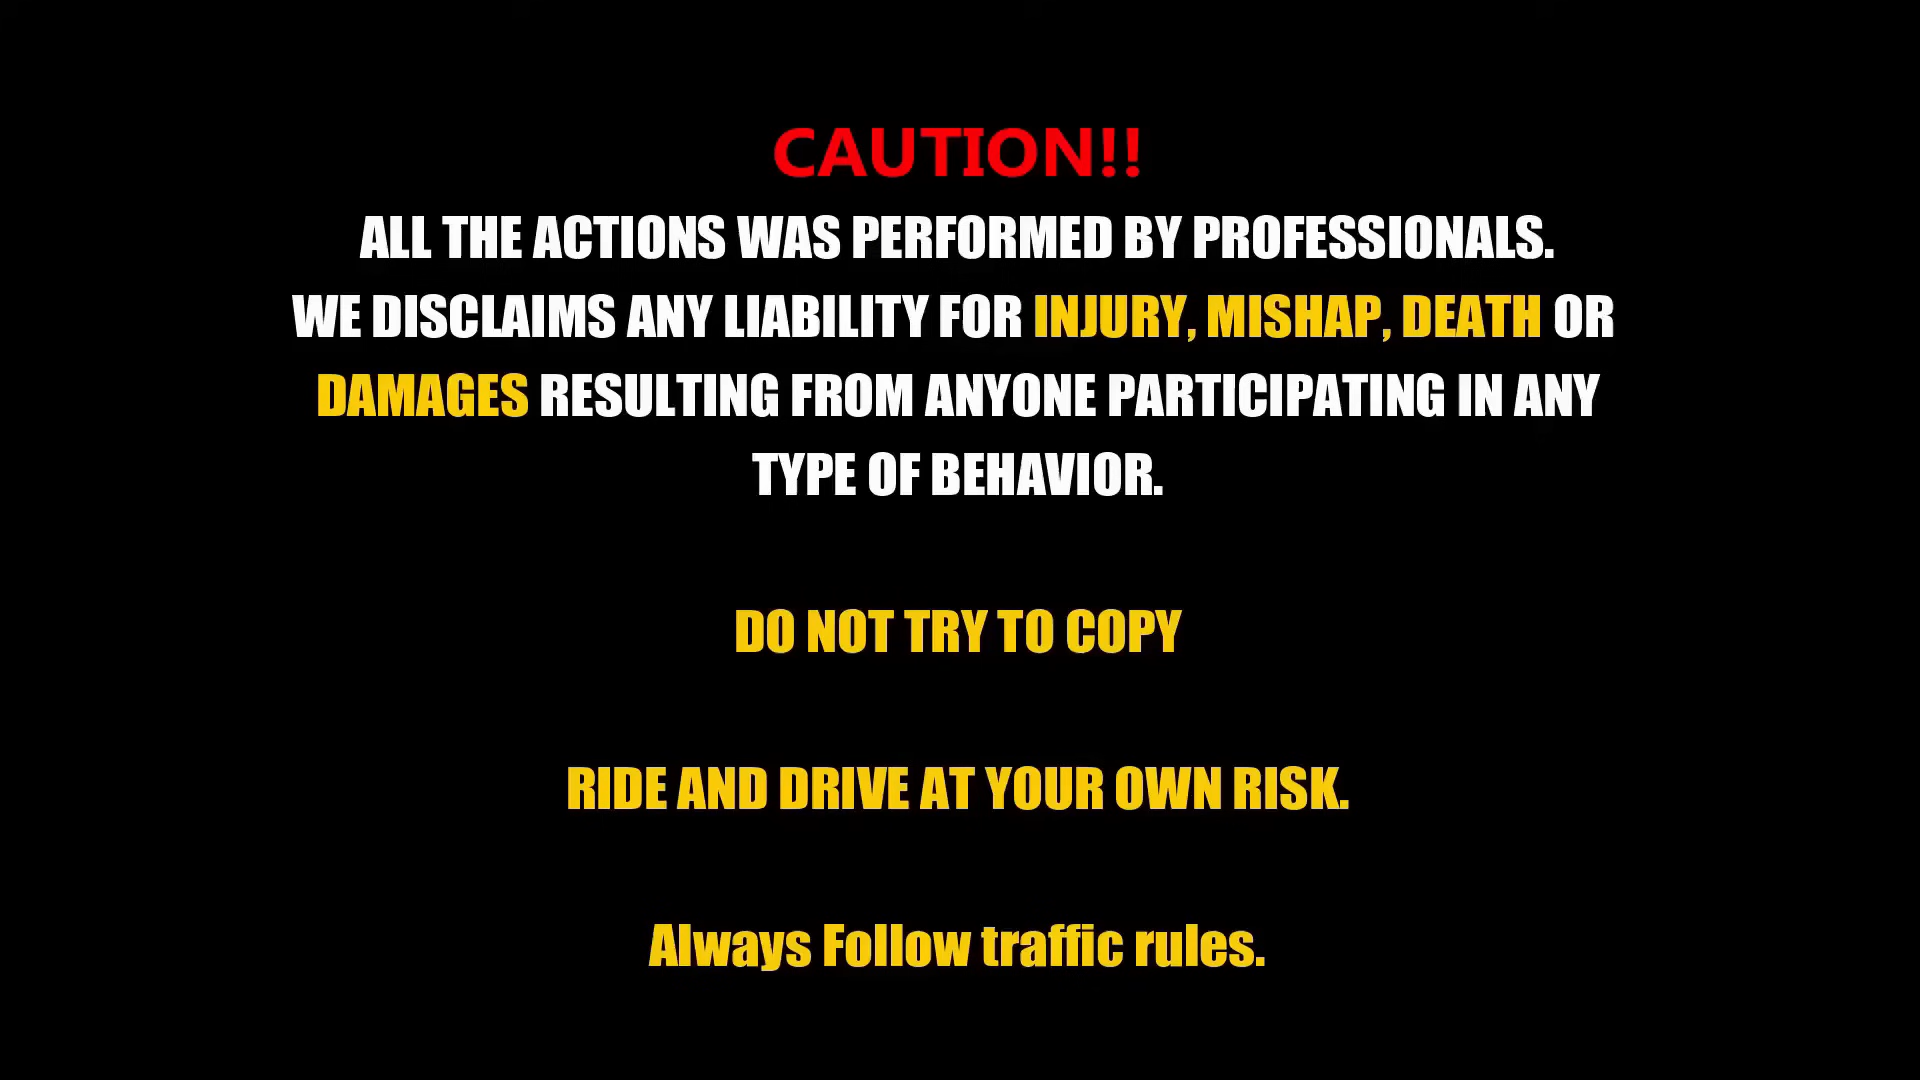 CAUTION!!
ALL THE ACTIONS WAS PERFORMED BY PROFESSIONALS.
WE DISCLAIMS ANY LIABILITY FOR INJURY, MISHAP, DEATH OR
DAMAGES RESULTING FROM ANYONE PARTICIPATING IN ANY
TYPE OF BEHAVIOR.
DO NOT TRY TO COPY
RIDE AND DRIVE AT YOUR OWN RISK.
Always Follow traffic rules.